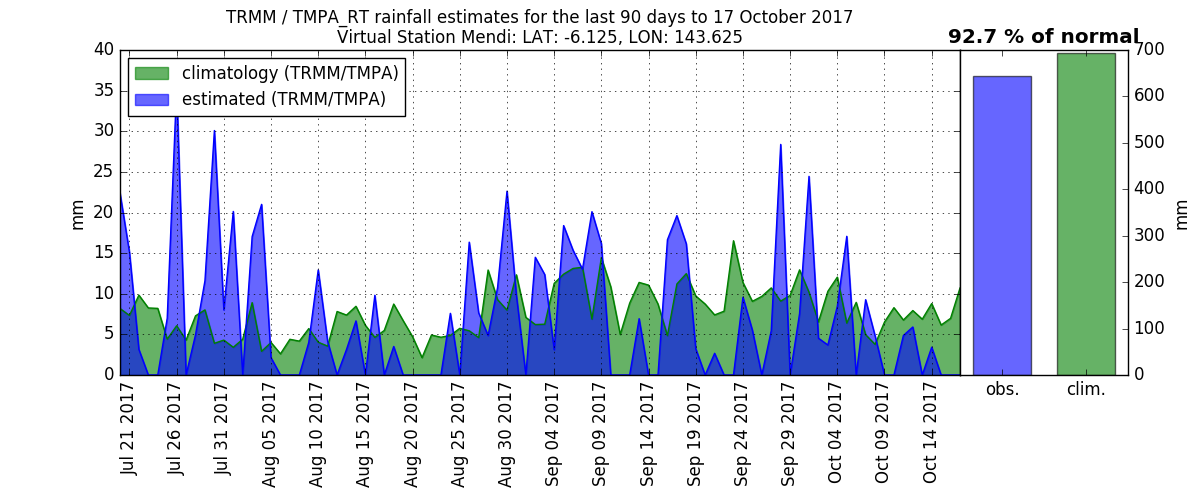 TRMM / TMPA_RT rainfall estimates for the last 90 days to 17 October 2017
Virtual Station Mendi: LAT: -6.125, LON: 143.625
92.7 % of normal
climatology (TRMM/TMPA)
estimated (TRMM/TMPA)
mm
40
35
30
25
20
15
10
5
0
Jul 21 2017
Jul 26 2017
Jul 31 2017
Aug 05 2017
Aug 10 2017
Aug 15 2017
Aug 20 2017
Aug 25 2017
Aug 30 2017
Sep 04 2017
Sep 09 2017
Sep 14 2017
Sep 19 2017
Sep 24 2017
Sep 29 2017
Oct 04 2017
Oct 09 2017
Oct 14 2017
obs.
clim.
700
600
500
400
300
200
100
0
mm